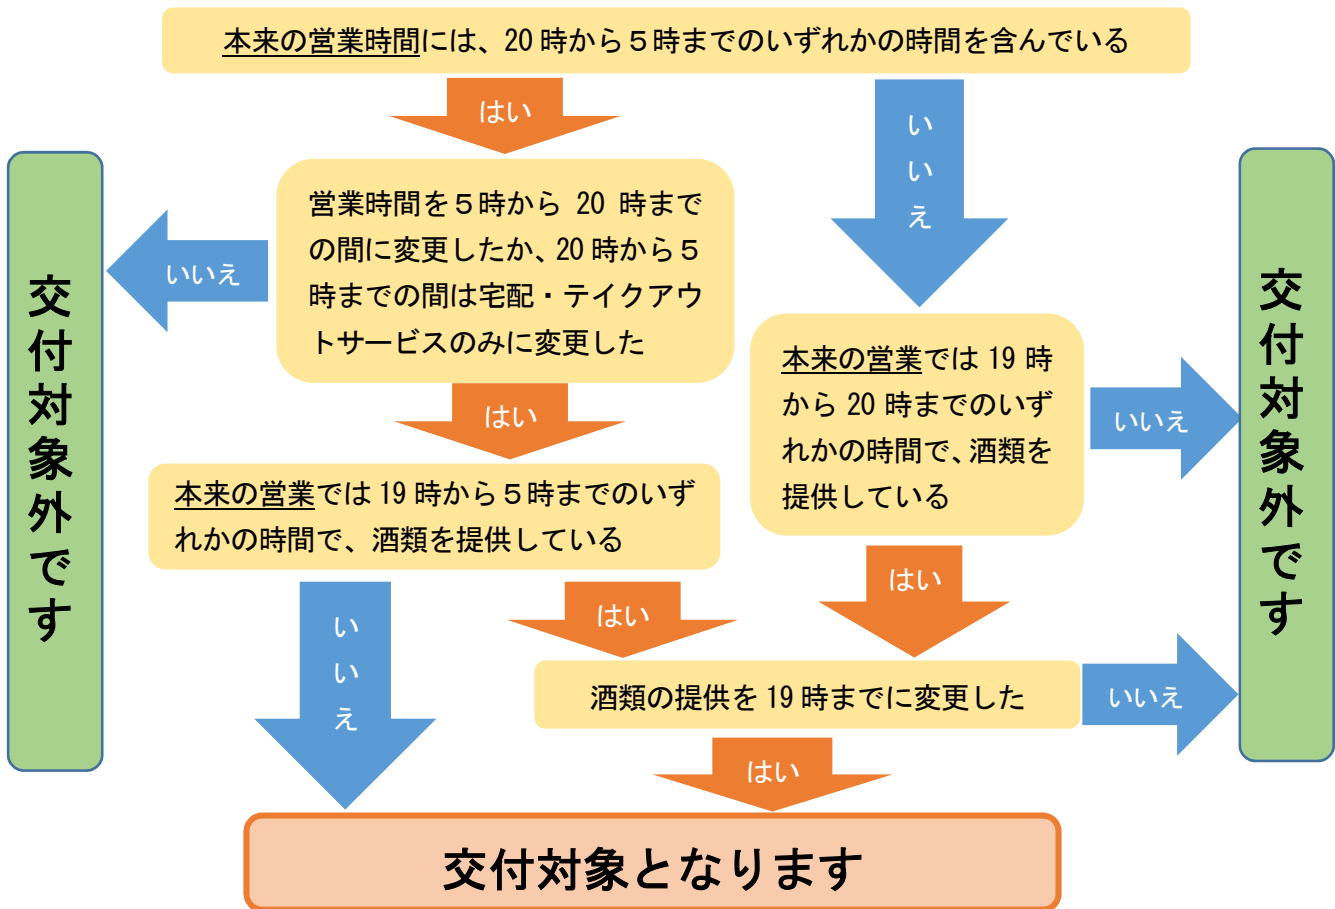 本来の営業時間には、20時から５時までのいずれかの時間を含んでいる
はい
いいえ
営業時間を５時から 20 時まで
の間に変更したか、20時から５
時までの間は宅配・テイクアウ
トサービスのみに変更した
いいえ
交付対象外です
はい
本来の営業では 19 時
から 20 時までのいず
れかの時間で、酒類を
提供している
いいえ
交付対象外です
本来の営業では 19 時から５時までのいず
れかの時間で、酒類を提供している
はい
いいえ
はい
酒類の提供を 19 時までに変更した
いいえ
はい
交付対象となります